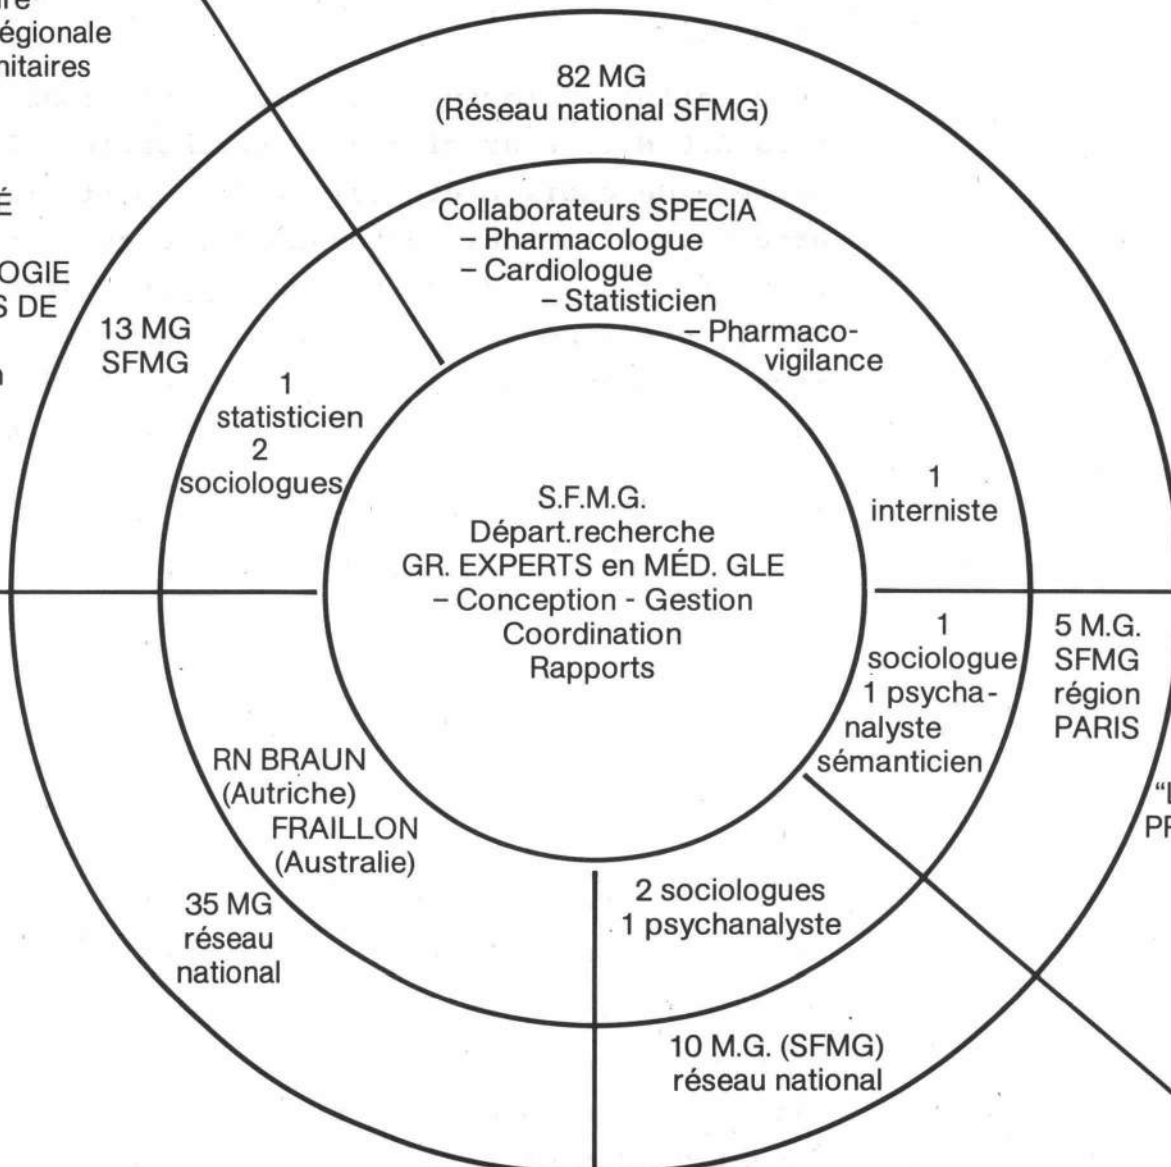 égionale
nitaires
82 MG
(Réseau national SFMG)
É
OGIE
S DE
13 MG
SFMG
Collaborateurs SPECIA
– Pharmacologue
– Cardiologue
– Statisticien
– Pharmaco-
vigilance
1
statisticien
2
sociologues
1
interniste
S.F.M.G.
Départ.recherche
GR. EXPERTS en MÉD. GLE
– Conception - Gestion
Coordination
Rapports
1
sociologue
1 psycha-
nalyste
sémanticien
5 M.G.
SFMG
région
PARIS
RN BRAUN
(Autriche)
FRAILLON
(Australie)
35 MG
réseau
national
2 sociologues
1 psychanalyste
10 M.G. (SFMG)
réseau national